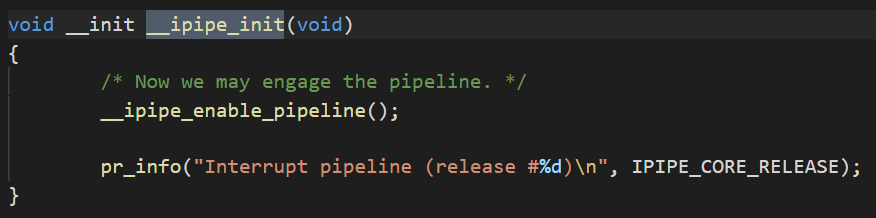 void __init __ipipe_init(void)
{
/* Now we may engage the pipeline. */
__ipipe_enable_pipeline();
pr_info("Interrupt pipeline (release #%d)\n", IPIPE_CORE_RELEASE);
}